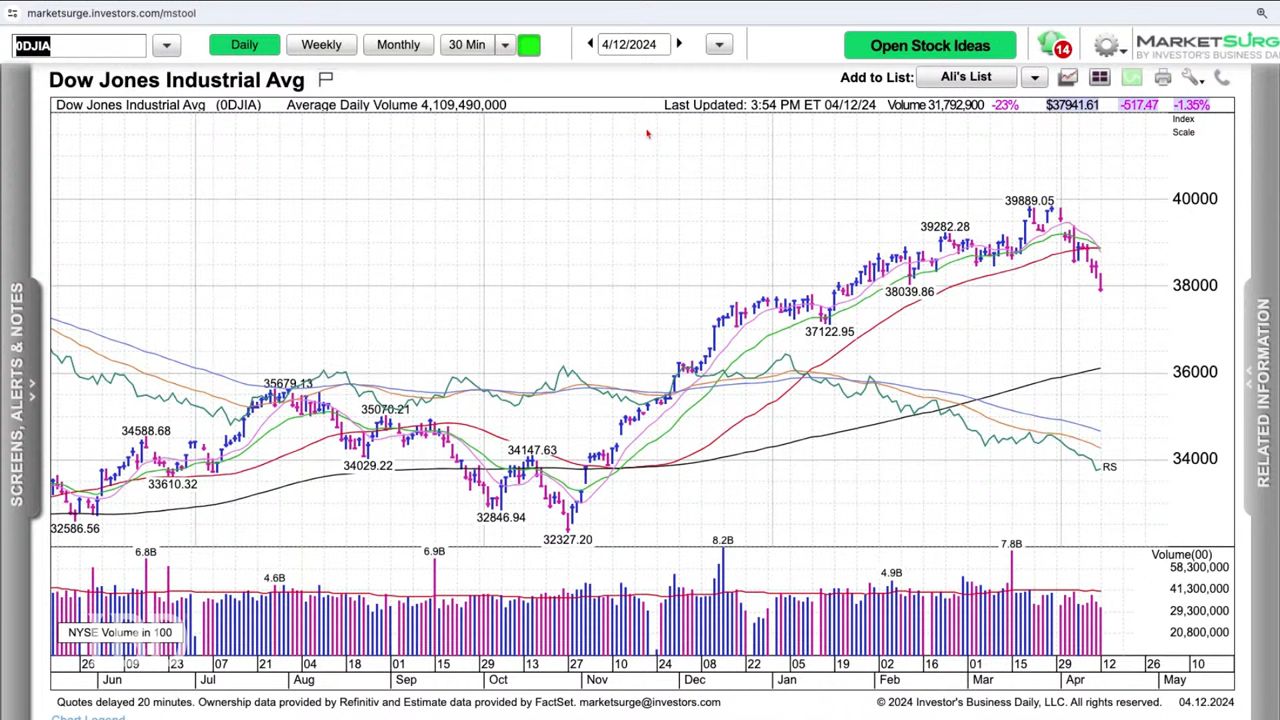 marketsurge.investors.com/mstool
0DJIA Daily Weekly Monthly 30 Min 4/12/2024 Open Stock Ideas 14 MARKETSURGE
BY INVESTOR'S BUSINESS DAI
Dow Jones Industrial Avg Add to List: Ali's List
Dow Jones Industrial Avg (0DJIA) Average Daily Volume 4,109,490,000 Last Updated: 3:54 PM ET 04/12/24 Volume 31,792,900 -23% $37941.61 -517.47 -1.35%
Index
Scale
39889.05 40000
39282.28
38000
38039.86
37122.95
36000
35679.13
35070.21
34588.68
34147.63
34029.22 34000
RS
33610.32
32846.94
32586.56
32327.20
SCREENS, ALERTS & NOTES
RELATED INFORMATION
6.8B 6.9B 8.2B 7.8B
Volume(00)
58,300,000
4.6B 4.9B
41,300,000
29,300,000
20,800,000
NYSE Volume in 100
26 09 23 07 21 04 18 01 15 29 13 27 10 24 08 22 05 19 02 16 01 15 29 12 26 10
Jun Jul Aug Sep Oct Nov Dec Jan Feb Mar Apr May
Quotes delayed 20 minutes. Ownership data provided by Refinitiv and Estimate data provided by FactSet. marketsurge@investors.com © 2024 Investor's Business Daily, LLC. All rights reserved. 04.12.2024
Chart Legend